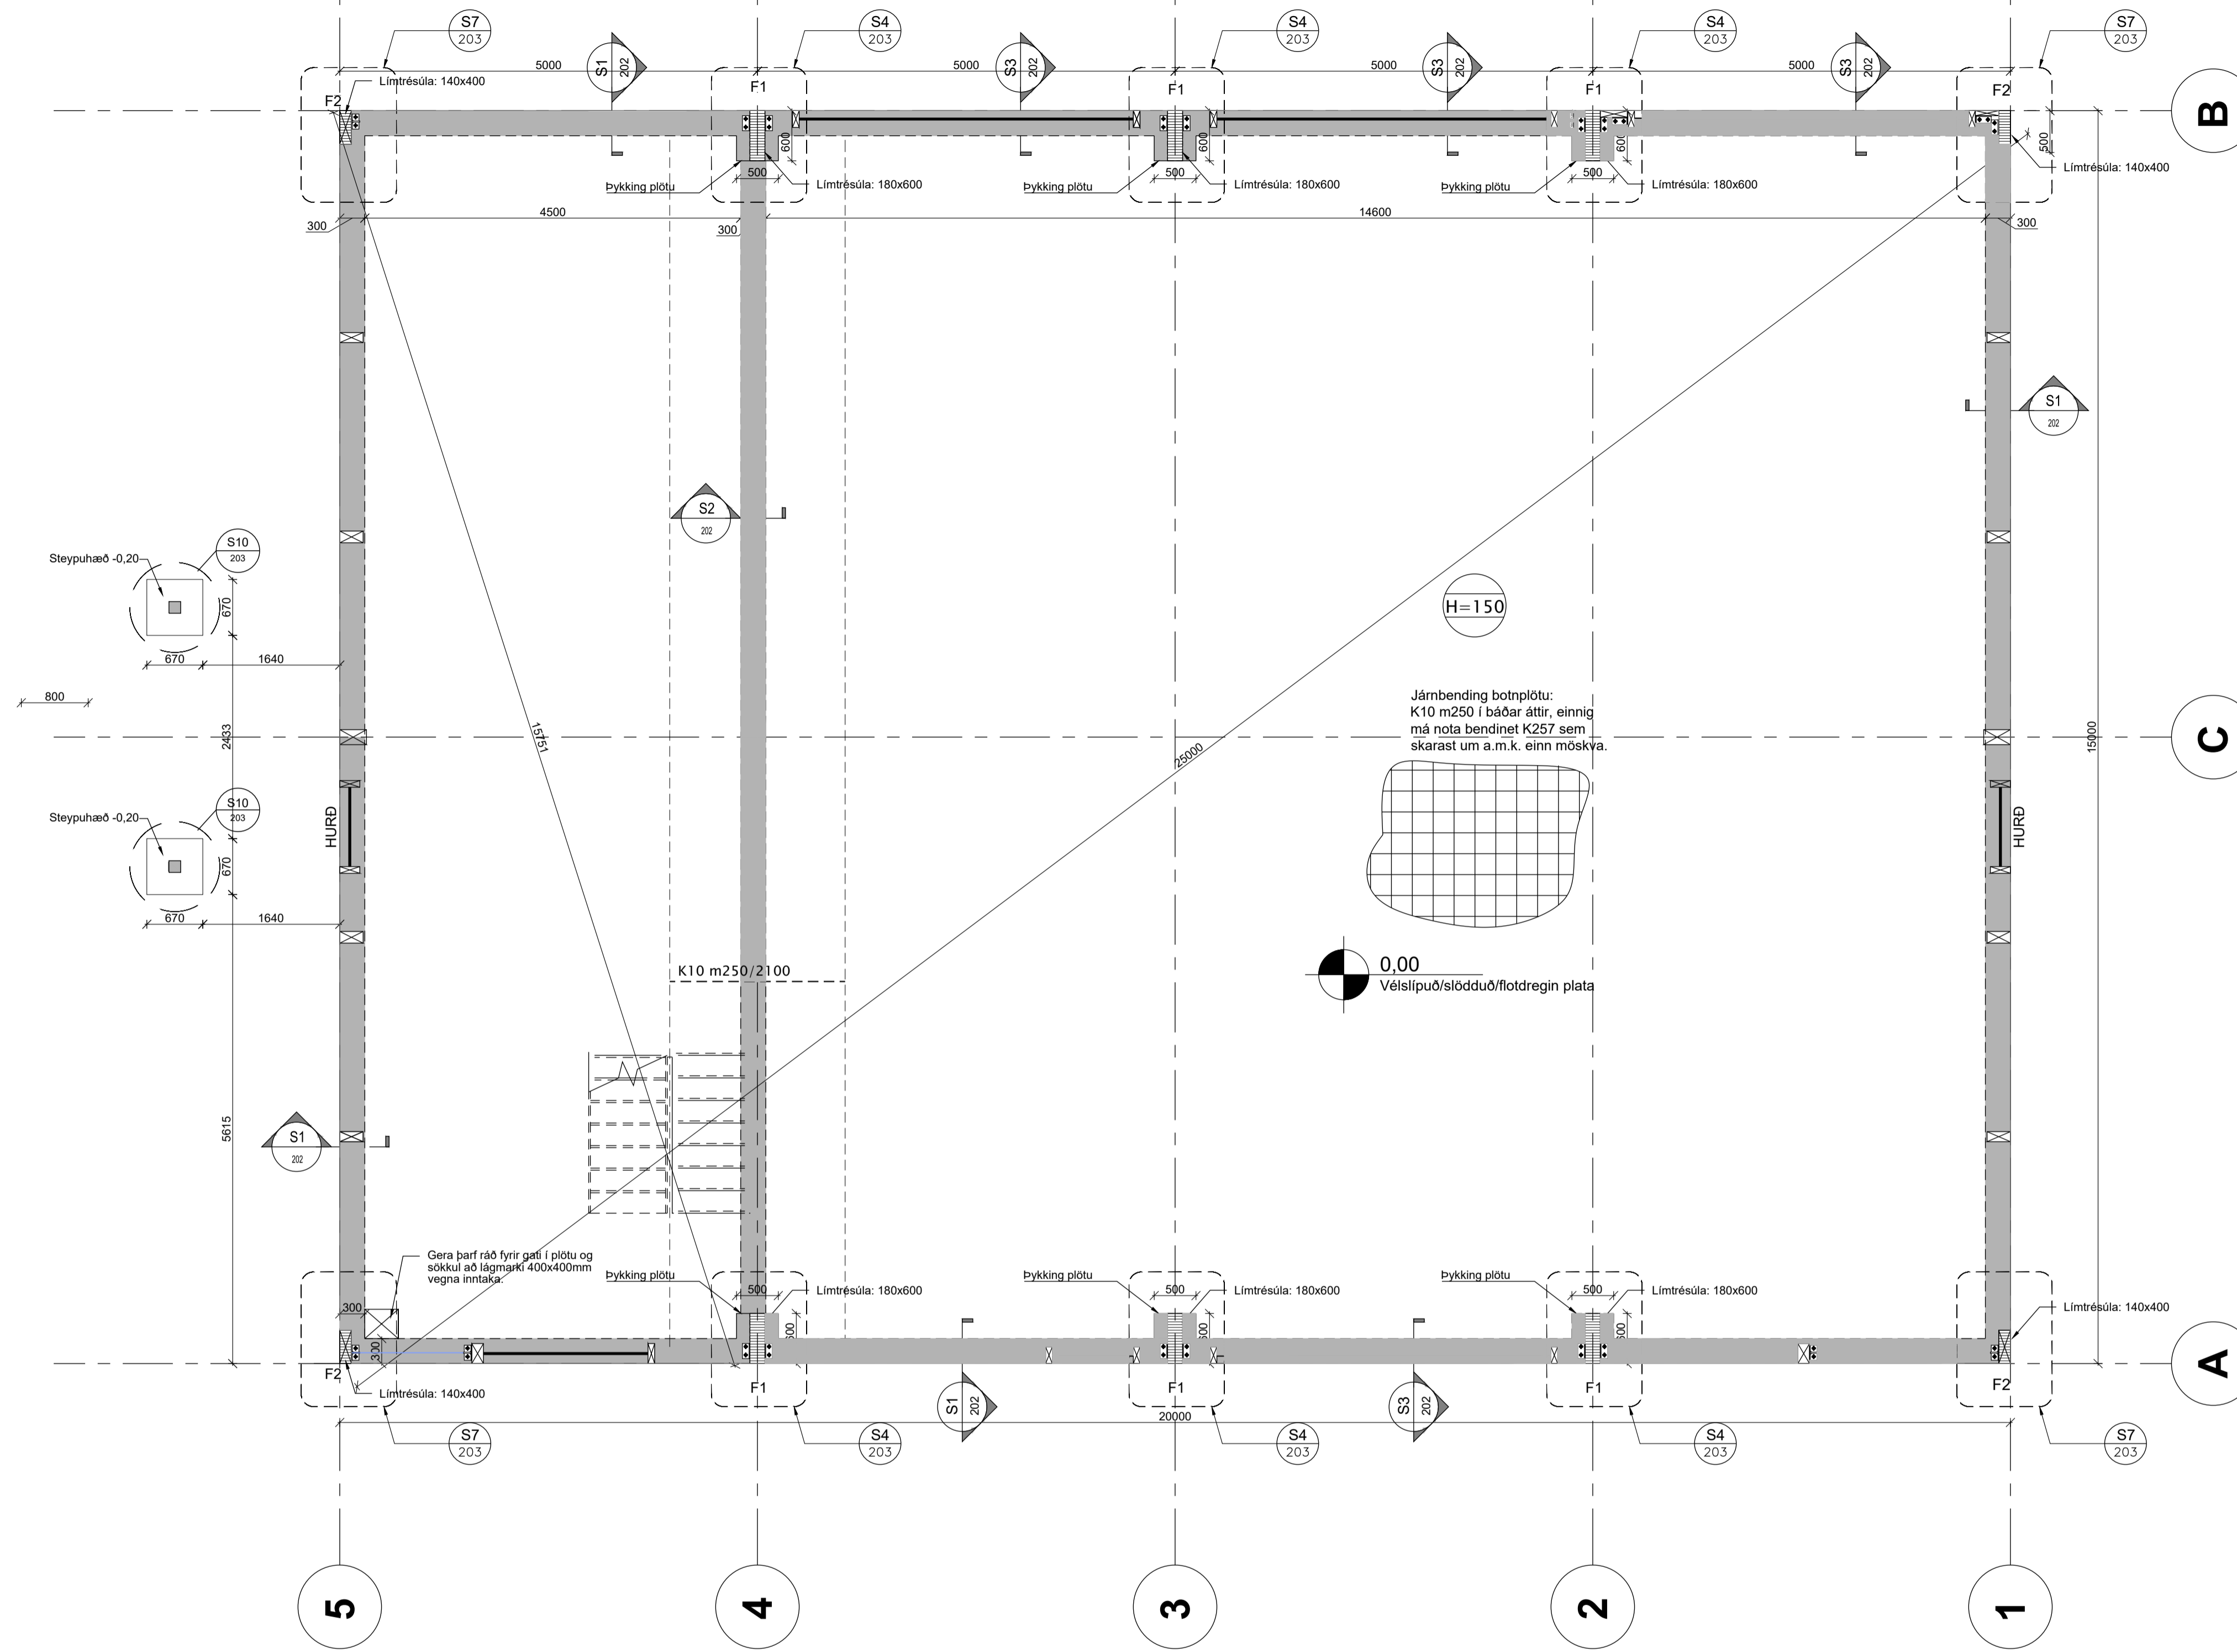 S7
203
S4
203
S4
203
S4
203
S7
203
5000
S1
202
5000
S3
202
5000
S3
202
5000
S3
202
Límtrésúla: 140x400
F2
F1
F1
F1
F2
B
600
600
600
500
Þykking plötu
500
Límtrésúla: 180x600
Þykking plötu
500
Límtrésúla: 180x600
Þykking plötu
500
Límtrésúla: 180x600
Límtrésúla: 140x400
300
4500
300
14600
300
S1
202
S2
202
S10
203
Steypuhæð -0,20
670
670
1640
H=150
800
2433
15751
25000
Járnbending botnplötu:
K10 m250 í báðar áttir, einnig
má nota bendinet K257 sem
skarast um a.m.k. einn möskva.
15000
C
S10
203
Steypuhæð -0,20
670
670
1640
HURÐ
HURÐ
K10 m250/2100
0,00
Vélslípuð/slödduð/flotdregin plata
5615
S1
202
Gera þarf ráð fyrir gati í plötu og
sökkul að lágmarki 400x400mm
vegna inntaka.
300
300
Þykking plötu
500
Límtrésúla: 180x600
Þykking plötu
500
Límtrésúla: 180x600
Þykking plötu
500
Límtrésúla: 180x600
Límtrésúla: 140x400
A
F2
Límtrésúla: 140x400
F1
S1
202
F1
S3
202
F1
F2
20000
S7
203
S4
203
S4
203
S4
203
S7
203
5
4
3
2
1